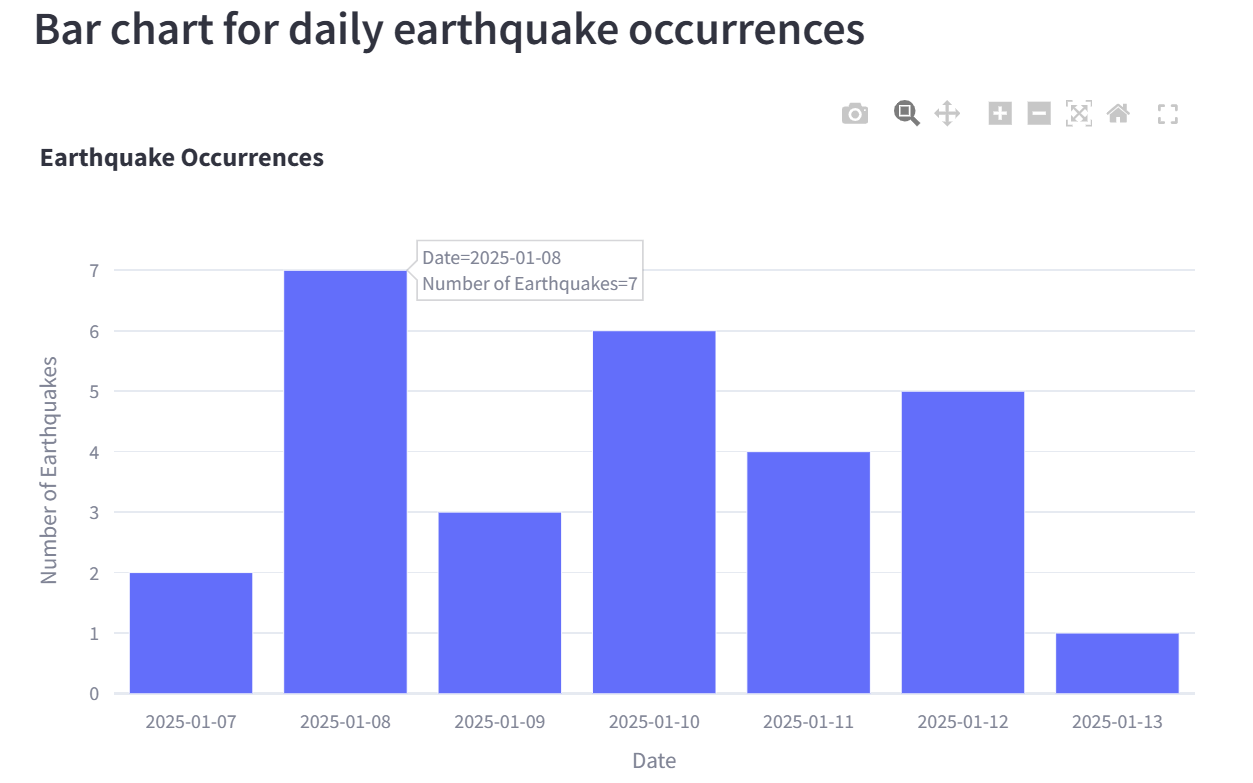 Bar chart for daily earthquake occurrences
Earthquake Occurrences
Date=2025-01-08
Number of Earthquakes=7
7
6
5
4
3
2
1
0
Number of Earthquakes
2025-01-07 2025-01-08 2025-01-09 2025-01-10 2025-01-11 2025-01-12 2025-01-13
Date